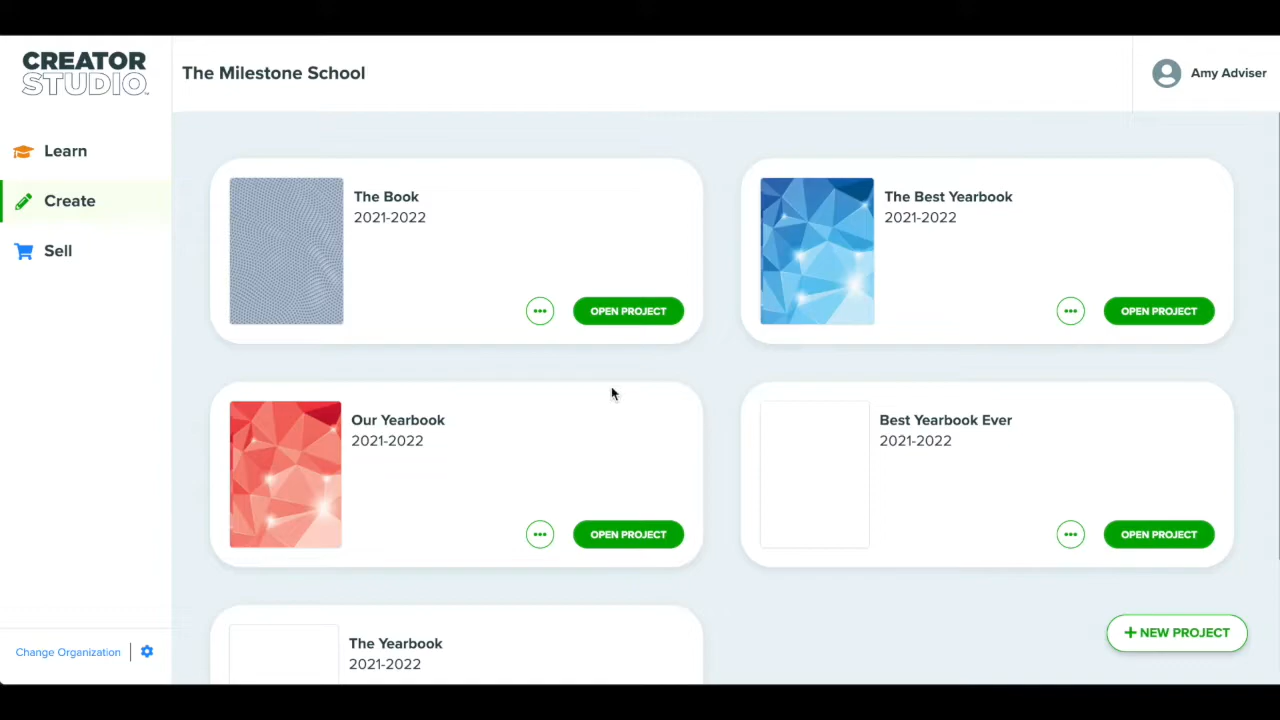 CREATOR
STUDIO
The Milestone School
Amy Adviser
Learn
Create
Sell
The Book
2021-2022
OPEN PROJECT
The Best Yearbook
2021-2022
OPEN PROJECT
Our Yearbook
2021-2022
OPEN PROJECT
Best Yearbook Ever
2021-2022
OPEN PROJECT
The Yearbook
2021-2022
+ NEW PROJECT
Change Organization